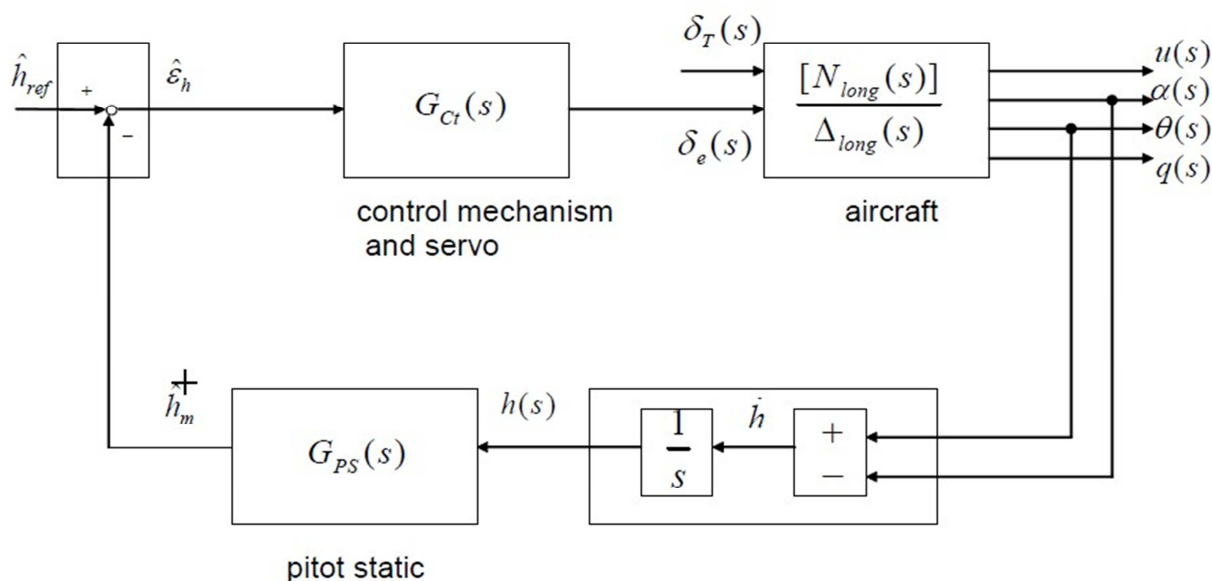 δ_T(s)
u(s)
ĥ_ref
+
ε̂_h
G_Ct(s)
[N_long(s)]
Δ_long(s)
α(s)
−
δ_e(s)
θ(s)
q(s)
control mechanism
and servo
aircraft
ĥ_m
+
h(s)
ḣ
G_PS(s)
1
s
+
−
pitot static